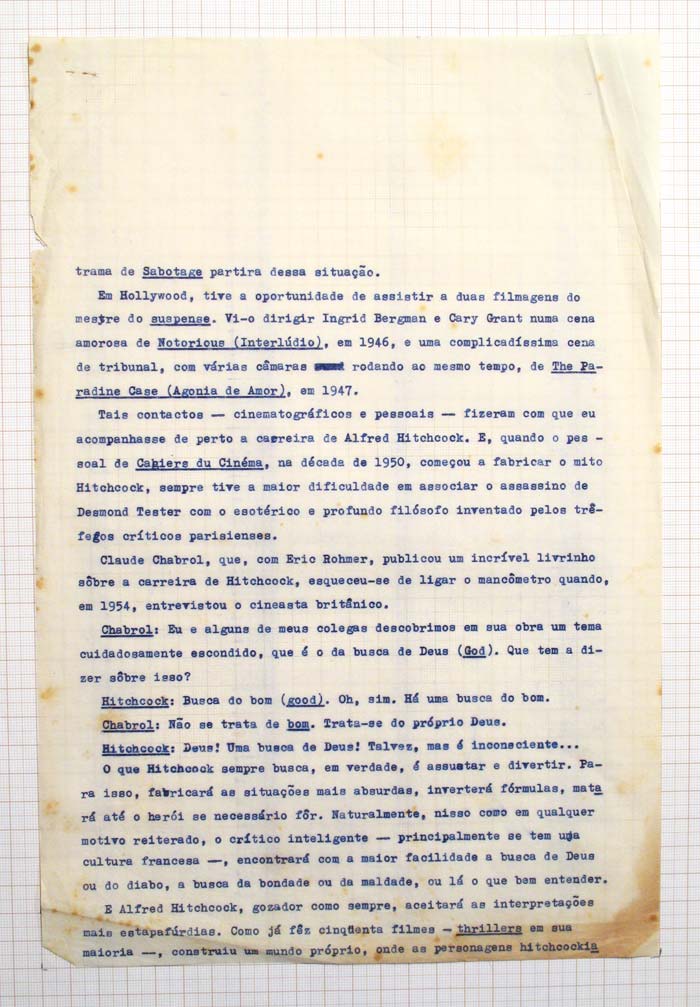 trama de Sabotage partira dessa situação.
Em Hollywood, tive a oportunidade de assistir a duas filmagens do
mestre do suspense. Vi-o dirigir Ingrid Bergman e Cary Grant numa cena
amorosa de Notorious (Interlúdio), em 1946, e uma complicadíssima cena
de tribunal, com várias câmaras rodando ao mesmo tempo, de The Pa-
radine Case (Agonia de Amor), em 1947.
Tais contactos — cinematográficos e pessoais — fizeram com que eu
acompanhasse de perto a carreira de Alfred Hitchcock. E, quando o pes -
soal de Cahiers du Cinéma, na década de 1950, começou a fabricar o mito
Hitchcock, sempre tive a maior dificuldade em associar o assassino de
Desmond Tester com o esotérico e profundo filósofo inventado pelos trê-
fegos críticos parisienses.
Claude Chabrol, que, com Eric Rohmer, publicou um incrível livrinho
sôbre a carreira de Hitchcock, esqueceu-se de ligar o mancômetro quando,
em 1954, entrevistou o cineasta britânico.
Chabrol: Eu e alguns de meus colegas descobrimos em sua obra um tema
cuidadosamente escondido, que é o da busca de Deus (God). Que tem a di-
zer sôbre isso?
Hitchcock: Busca do bom (good). Oh, sim. Há uma busca do bom.
Chabrol: Não se trata de bom. Trata-se do próprio Deus.
Hitchcock: Deus! Uma busca de Deus! Talvez, mas é inconsciente...
O que Hitchcock sempre busca, em verdade, é assustar e divertir. Pa-
ra isso, fabricará as situações mais absurdas, inverterá fórmulas, mata
rá até o herói se necessário fôr. Naturalmente, nisso como em qualquer
motivo reiterado, o crítico inteligente — principalmente se tem uma
cultura francesa —, encontrará com a maior facilidade a busca de Deus
ou do diabo, a busca da bondade ou da maldade, ou lá o que bem entender.
E Alfred Hitchcock, gozador como sempre, aceitará as interpretações
mais estapafúrdias. Como já fêz cinqüenta filmes — thrillers em sua
maioria —, construiu um mundo próprio, onde as personagens hitchcockia